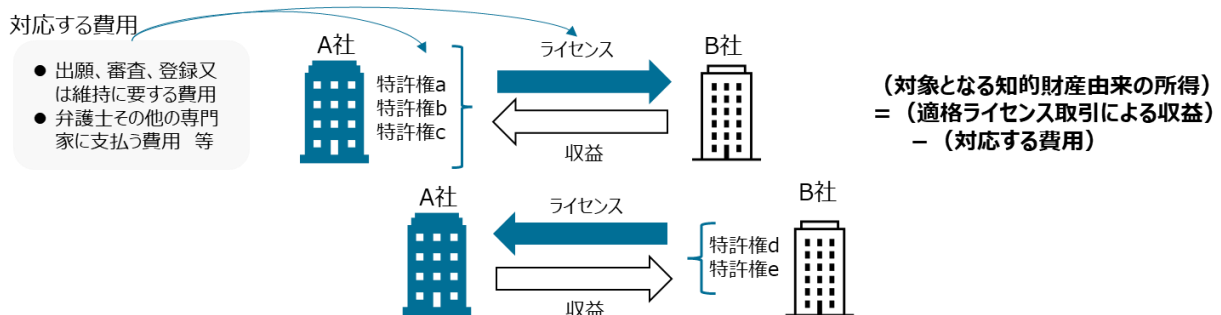 対応する費用
● 出願、審査、登録又
は維持に要する費用
● 弁護士その他の専門
家に支払う費用 等
A社
特許権a
特許権b
特許権c
ライセンス
収益
B社
(対象となる知的財産由来の所得)
= (適格ライセンス取引による収益)
− (対応する費用)
A社
ライセンス
収益
特許権d
特許権e
B社